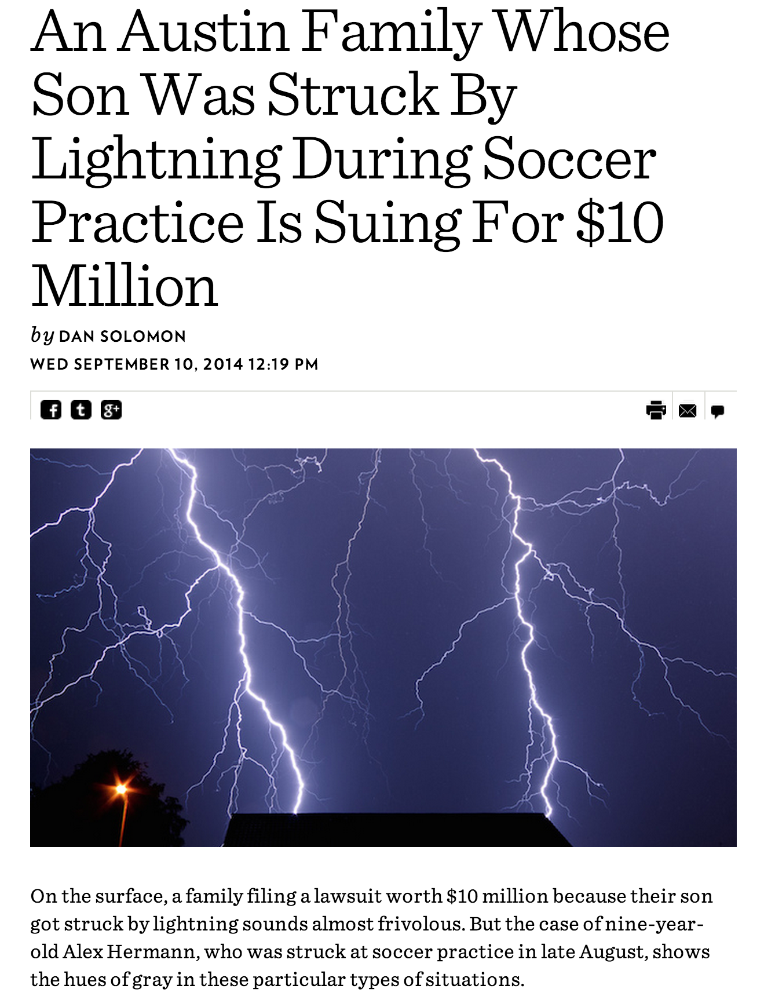 An Austin Family Whose
Son Was Struck By
Lightning During Soccer
Practice Is Suing For $10
Million
by DAN SOLOMON
WED SEPTEMBER 10, 2014 12:19 PM
f t g+
On the surface, a family filing a lawsuit worth $10 million because their son
got struck by lightning sounds almost frivolous. But the case of nine-year-
old Alex Hermann, who was struck at soccer practice in late August, shows
the hues of gray in these particular types of situations.